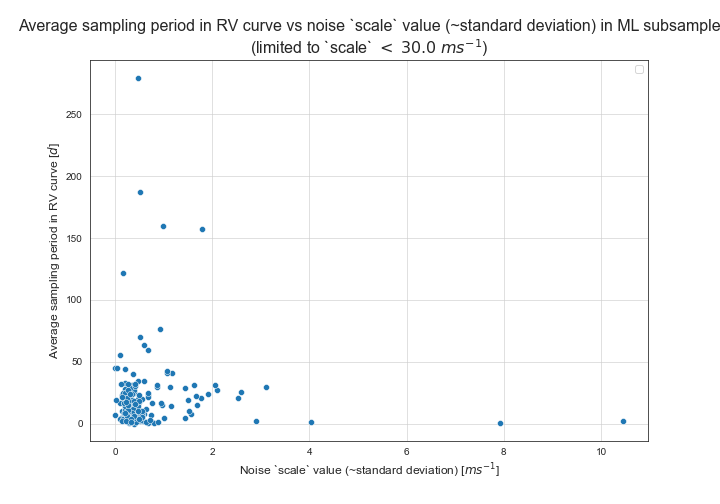 Average sampling period in RV curve vs noise `scale` value (~standard deviation) in ML subsample
(limited to `scale` < 30.0 ms⁻¹)
250
200
150
100
50
0
Average sampling period in RV curve [d]
0 2 4 6 8 10
Noise `scale` value (~standard deviation) [ms⁻¹]